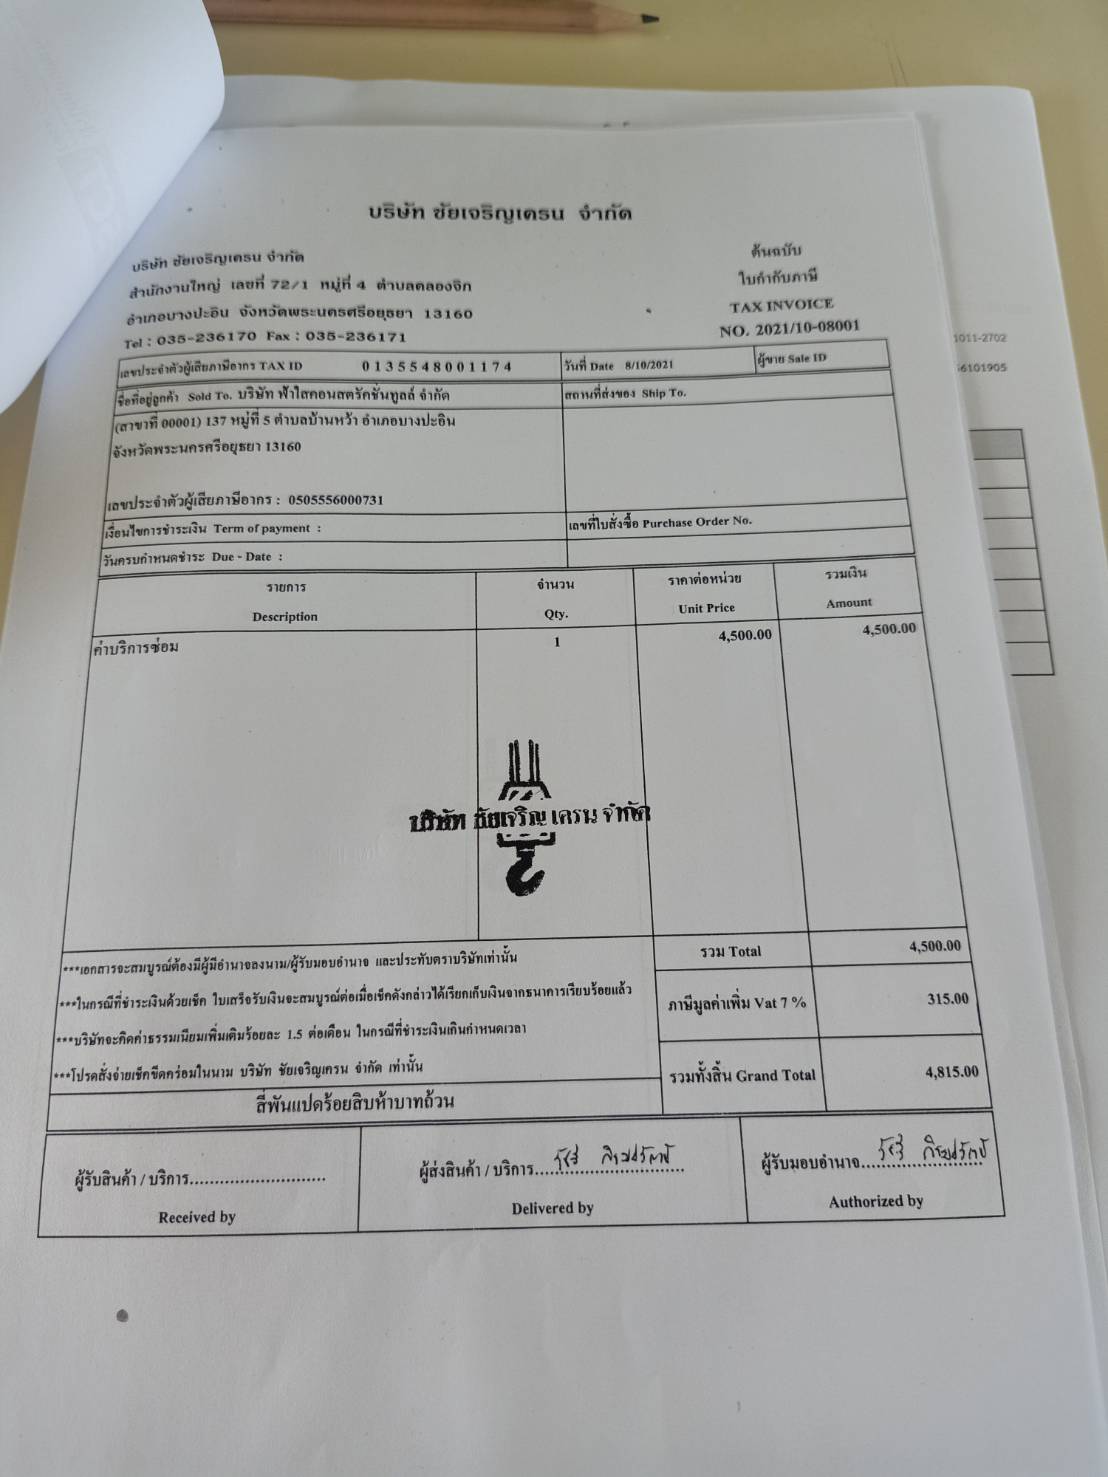 บริษัท ชัยเจริญเครน จำกัด
บริษัท ชัยเจริญเครน จำกัด
สำนักงานใหญ่ เลขที่ 72/1 หมู่ที่ 4 ตำบลคลองจิก
อำเภอบางปะอิน จังหวัดพระนครศรีอยุธยา 13160
Tel : 035-236170 Fax : 035-236171
ต้นฉบับ
ใบกำกับภาษี
TAX INVOICE
NO. 2021/10-08001
เลขประจำตัวผู้เสียภาษีอากร TAX ID 0135548001174 วันที่ Date 8/10/2021 ผู้ขาย Sale ID
ชื่อที่อยู่ลูกค้า Sold To. บริษัท ฟ้าใสคอนสตรัคชั่นทูลส์ จำกัด สถานที่ส่งของ Ship To.
(สาขาที่ 00001) 137 หมู่ที่ 5 ตำบลบ้านหว้า อำเภอบางปะอิน
จังหวัดพระนครศรีอยุธยา 13160
เลขประจำตัวผู้เสียภาษีอากร : 0505556000731
เงื่อนไขการชำระเงิน Term of payment : เลขที่ใบสั่งซื้อ Purchase Order No.
วันครบกำหนดชำระ Due - Date :
รายการ จำนวน ราคาต่อหน่วย รวมเงิน
Description Qty. Unit Price Amount
ค่าบริการซ่อม 1 4,500.00 4,500.00
บริษัท ชัยเจริญ เครน จำกัด
***เอกสารจะสมบูรณ์ต้องมีผู้มีอำนาจลงนาม/ผู้รับมอบอำนาจ และประทับตราบริษัทเท่านั้น
***ในกรณีที่ชำระเงินด้วยเช็ค ใบเสร็จรับเงินจะสมบูรณ์ต่อเมื่อเช็คดังกล่าวได้เรียกเก็บเงินจากธนาคารเรียบร้อยแล้ว
***บริษัทจะคิดค่าธรรมเนียมเพิ่มเติมร้อยละ 1.5 ต่อเดือน ในกรณีที่ชำระเงินเกินกำหนดเวลา
***โปรดสั่งจ่ายเช็คขีดคร่อมในนาม บริษัท ชัยเจริญเครน จำกัด เท่านั้น
รวม Total 4,500.00
ภาษีมูลค่าเพิ่ม Vat 7 % 315.00
รวมทั้งสิ้น Grand Total 4,815.00
สี่พันแปดร้อยสิบห้าบาทถ้วน
ผู้รับสินค้า / บริการ...........................
Received by
ผู้ส่งสินค้า / บริการ...
Delivered by
ผู้รับมอบอำนาจ...
Authorized by
1011-2702
56101905